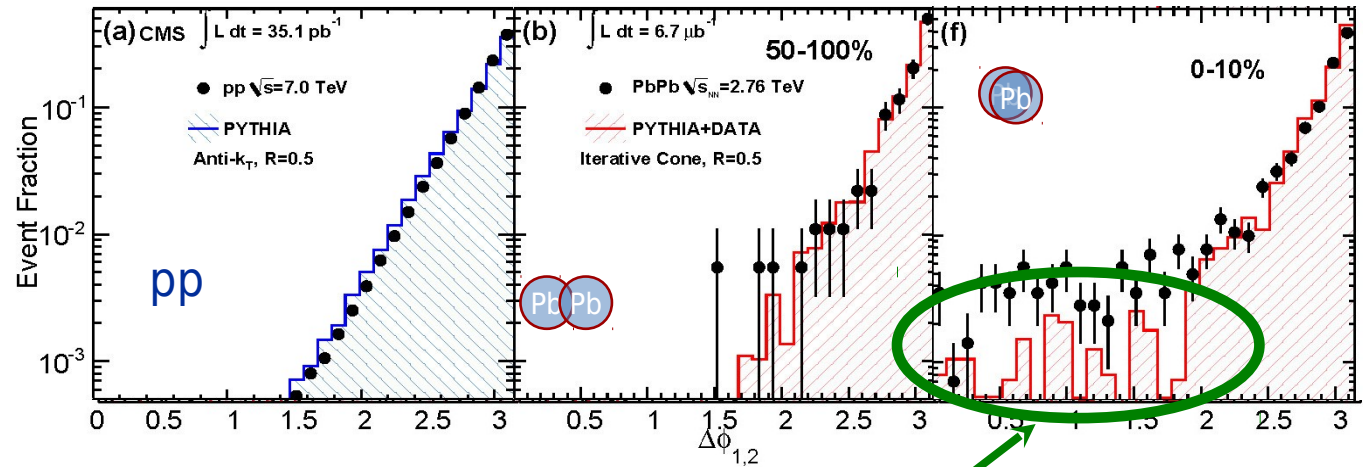 (a) CMS ∫ L dt = 35.1 pb⁻¹
pp √s=7.0 TeV
PYTHIA
Anti-k_T, R=0.5
pp
(b) ∫ L dt = 6.7 μb⁻¹
50-100%
PbPb √s_NN=2.76 TeV
PYTHIA+DATA
Iterative Cone, R=0.5
Pb Pb
(f)
0-10%
Pb
Event Fraction
10⁻¹
10⁻²
10⁻³
0 0.5 1 1.5 2 2.5 3
0.5 1 1.5 2 2.5 3
0.5 1 1.5 2 2.5 3
Δϕ₁,₂